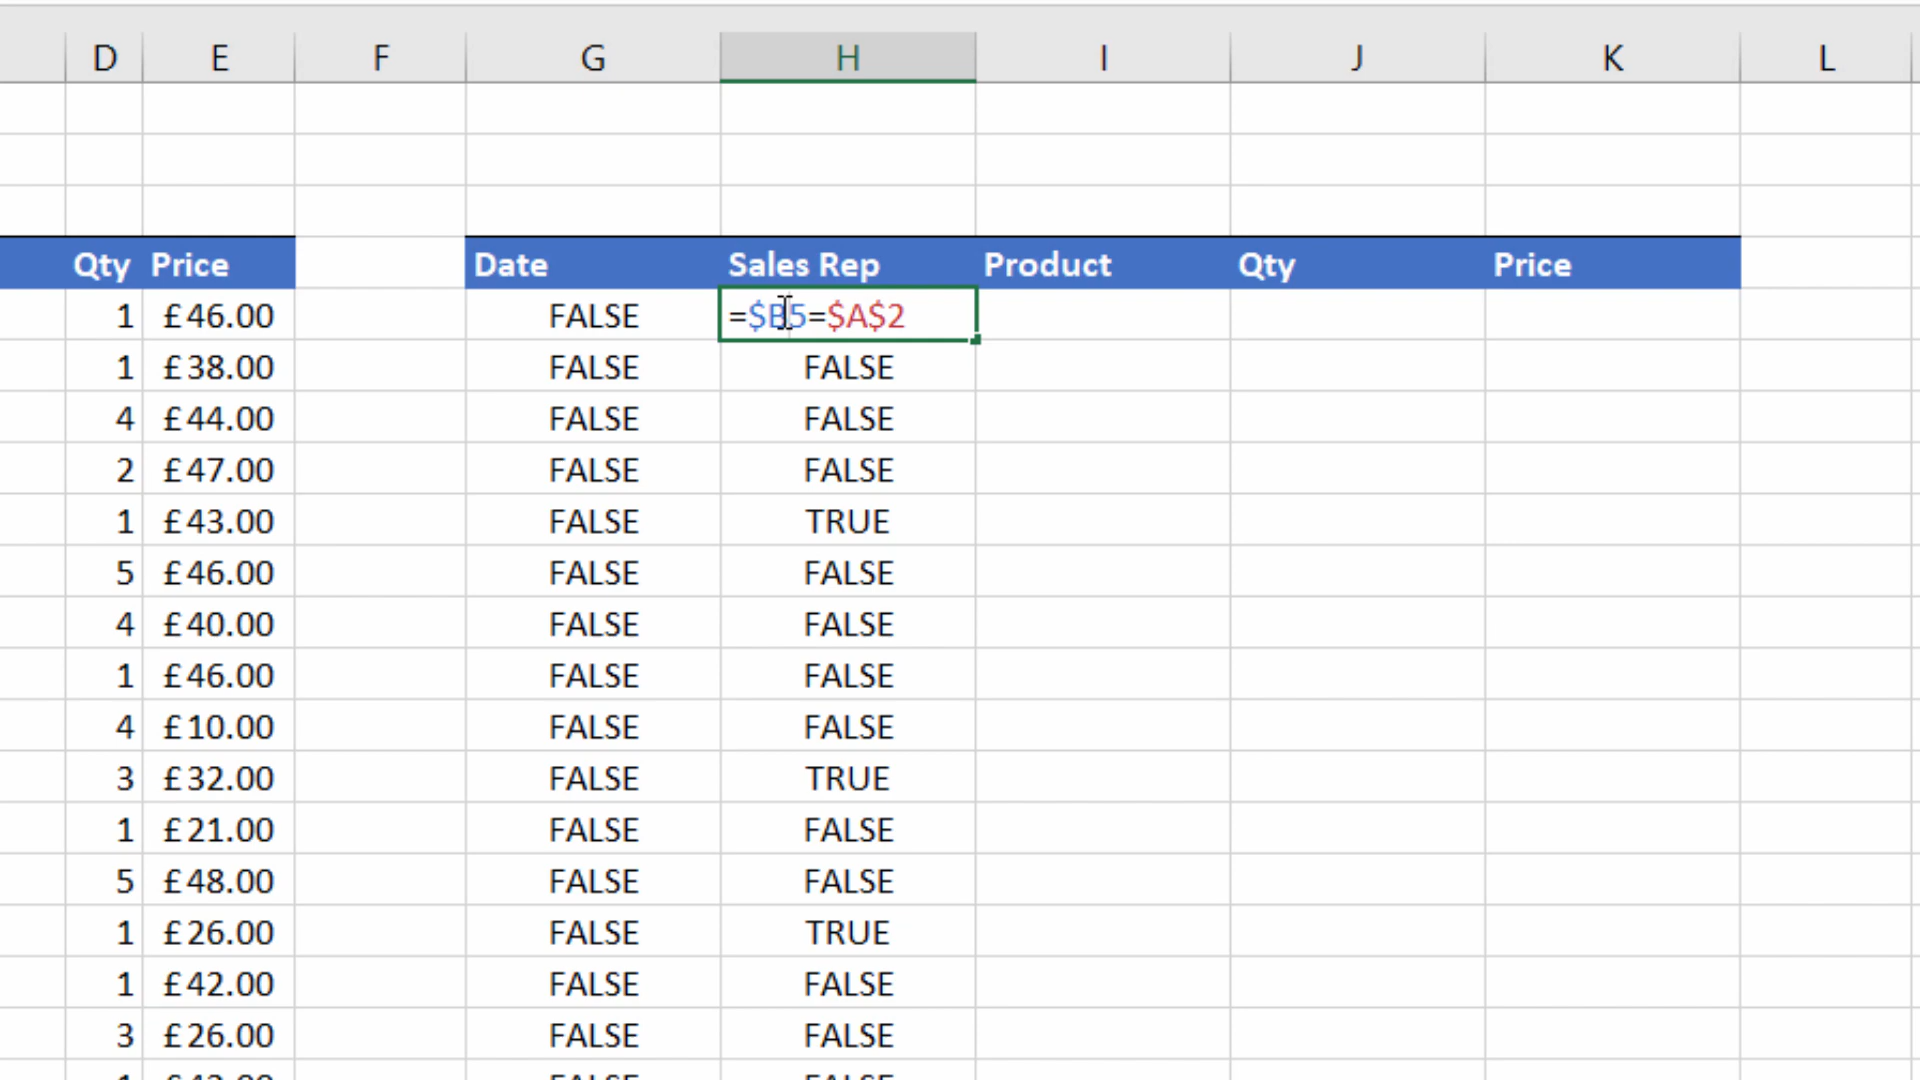 D E F G H I J K L
Qty Price Date Sales Rep Product Qty Price
1 £46.00 FALSE =$B5=$A$2
1 £38.00 FALSE FALSE
4 £44.00 FALSE FALSE
2 £47.00 FALSE FALSE
1 £43.00 FALSE TRUE
5 £46.00 FALSE FALSE
4 £40.00 FALSE FALSE
1 £46.00 FALSE FALSE
4 £10.00 FALSE FALSE
3 £32.00 FALSE TRUE
1 £21.00 FALSE FALSE
5 £48.00 FALSE FALSE
1 £26.00 FALSE TRUE
1 £42.00 FALSE FALSE
3 £26.00 FALSE FALSE